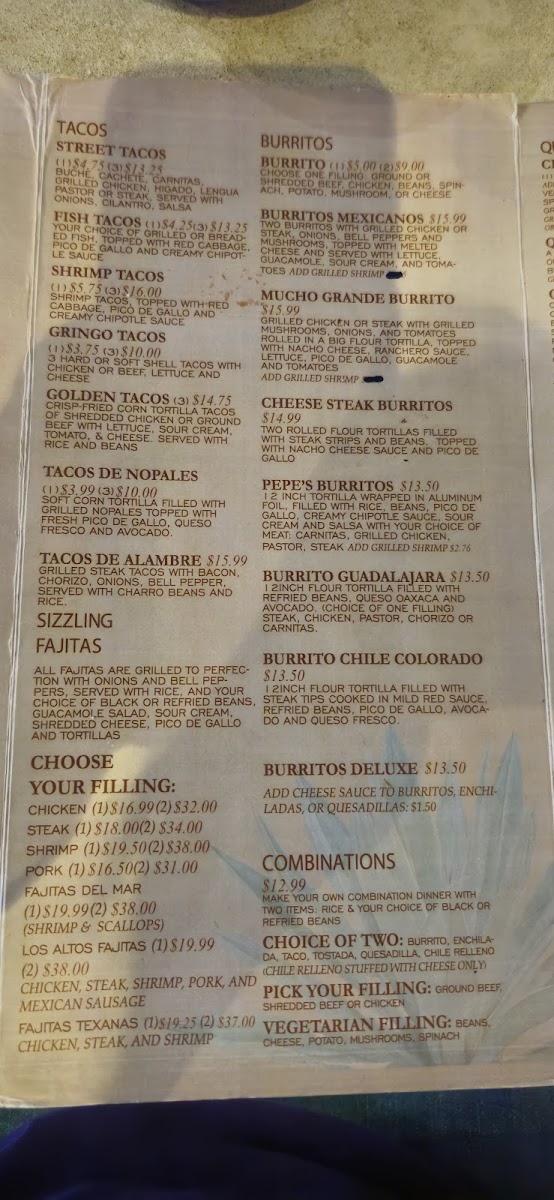 TACOS
STREET TACOS
(1)$4.75 (3)$13.25
BUCHE, CACHETE, CARNITAS,
GRILLED CHICKEN, HIGADO, LENGUA
PASTOR OR STEAK, SERVED WITH
ONIONS, CILANTRO, SALSA
FISH TACOS (1)$4.25(3) $13.25
YOUR CHOICE OF GRILLED OR BREAD-
ED FISH, TOPPED WITH RED CABBAGE,
PICO DE GALLO AND CREAMY CHIPOT-
LE SAUCE
SHRIMP TACOS
(1) $5.75 (3)$16.00
SHRIMP TACOS, TOPPED WITH RED
CABBAGE, PICO DE GALLO AND
CREAMY CHIPOTLE SAUCE
GRINGO TACOS
(1)$3.75 (3)$10.00
3 HARD OR SOFT SHELL TACOS WITH
CHICKEN OR BEEF, LETTUCE AND
CHEESE
GOLDEN TACOS (3) $14.75
CRISP-FRIED CORN TORTILLA TACOS
OF SHREDDED CHICKEN OR GROUND
BEEF WITH LETTUCE, SOUR CREAM,
TOMATO, & CHEESE. SERVED WITH
RICE AND BEANS
TACOS DE NOPALES
(1)$3.99 (3)$10.00
SOFT CORN TORTILLA FILLED WITH
GRILLED NOPALES TOPPED WITH
FRESH PICO DE GALLO, QUESO
FRESCO AND AVOCADO.
TACOS DE ALAMBRE $15.99
GRILLED STEAK TACOS WITH BACON,
CHORIZO, ONIONS, BELL PEPPER,
SERVED WITH CHARRO BEANS AND
RICE.
SIZZLING
FAJITAS
ALL FAJITAS ARE GRILLED TO PERFEC-
TION WITH ONIONS AND BELL PEP-
PERS, SERVED WITH RICE, AND YOUR
CHOICE OF BLACK OR REFRIED BEANS,
GUACAMOLE SALAD, SOUR CREAM,
SHREDDED CHEESE, PICO DE GALLO
AND TORTILLAS
CHOOSE
YOUR FILLING:
CHICKEN (1)$16.99(2) $32.00
STEAK (1) $18.00(2) $34.00
SHRIMP (1)$19.50(2) $38.00
PORK (1) $16.50(2) $31.00
FAJITAS DEL MAR
(1)$19.99(2) $38.00
(SHRIMP & SCALLOPS)
LOS ALTOS FAJITAS (1)$19.99
(2) $38.00
CHICKEN, STEAK, SHRIMP, PORK, AND
MEXICAN SAUSAGE
FAJITAS TEXANAS (1)$19.25 (2) $37.00
CHICKEN, STEAK, AND SHRIMP
BURRITOS
BURRITO (1)$5.00 (2)$9.00
CHOOSE ONE FILLING: GROUND OR
SHREDDED BEEF, CHICKEN, BEANS, SPIN-
ACH, POTATO, MUSHROOM, OR CHEESE
BURRITOS MEXICANOS $15.99
TWO BURRITOS WITH GRILLED CHICKEN OR
STEAK, ONIONS, BELL PEPPERS AND
MUSHROOMS, TOPPED WITH MELTED
CHEESE AND SERVED WITH LETTUCE,
GUACAMOLE, SOUR CREAM, AND TOMA-
TOES ADD GRILLED SHRIMP
MUCHO GRANDE BURRITO
$15.99
GRILLED CHICKEN OR STEAK WITH GRILLED
MUSHROOMS, ONIONS, AND TOMATOES
ROLLED IN A BIG FLOUR TORTILLA, TOPPED
WITH NACHO CHEESE, RANCHERO SAUCE,
LETTUCE, PICO DE GALLO, GUACAMOLE
AND TOMATOES
ADD GRILLED SHRIMP
CHEESE STEAK BURRITOS
$14.99
TWO ROLLED FLOUR TORTILLAS FILLED
WITH STEAK STRIPS AND BEANS. TOPPED
WITH NACHO CHEESE SAUCE AND PICO DE
GALLO
PEPE'S BURRITOS $13.50
12 INCH TORTILLA WRAPPED IN ALUMINUM
FOIL, FILLED WITH RICE, BEANS, PICO DE
GALLO, CREAMY CHIPOTLE SAUCE, SOUR
CREAM AND SALSA WITH YOUR CHOICE OF
MEAT: CARNITAS, GRILLED CHICKEN,
PASTOR, STEAK ADD GRILLED SHRIMP $2.76
BURRITO GUADALAJARA $13.50
12INCH FLOUR TORTILLA FILLED WITH
REFRIED BEANS, QUESO OAXACA AND
AVOCADO. (CHOICE OF ONE FILLING)
STEAK, CHICKEN, PASTOR, CHORIZO OR
CARNITAS.
BURRITO CHILE COLORADO
$13.50
12INCH FLOUR TORTILLA FILLED WITH
STEAK TIPS COOKED IN MILD RED SAUCE,
REFRIED BEANS, PICO DE GALLO, AVOCA-
DO AND QUESO FRESCO.
BURRITOS DELUXE $13.50
ADD CHEESE SAUCE TO BURRITOS, ENCHI-
LADAS, OR QUESADILLAS: $1.50
COMBINATIONS
$12.99
MAKE YOUR OWN COMBINATION DINNER WITH
TWO ITEMS: RICE & YOUR CHOICE OF BLACK OR
REFRIED BEANS
CHOICE OF TWO: BURRITO, ENCHILA-
DA, TACO, TOSTADA, QUESADILLA, CHILE RELLENO
(CHILE RELLENO STUFFED WITH CHEESE ONLY)
PICK YOUR FILLING: GROUND BEEF,
SHREDDED BEEF OR CHICKEN
VEGETARIAN FILLING: BEANS,
CHEESE, POTATO, MUSHROOMS, SPINACH